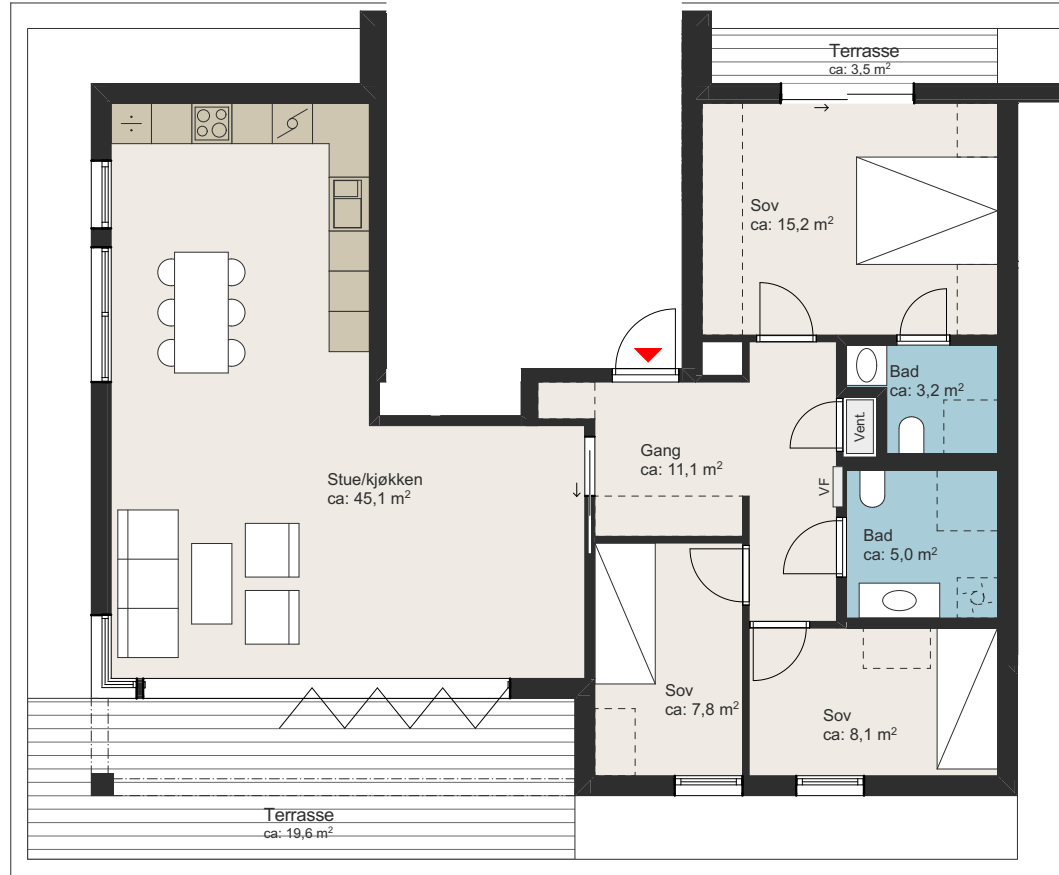 Terrasse
ca: 3,5 m²
Sov
ca: 15,2 m²
Bad
ca: 3,2 m²
Vent.
Gang
ca: 11,1 m²
VF
Stue/kjøkken
ca: 45,1 m²
Bad
ca: 5,0 m²
Sov
ca: 7,8 m²
Sov
ca: 8,1 m²
Terrasse
ca: 19,6 m²